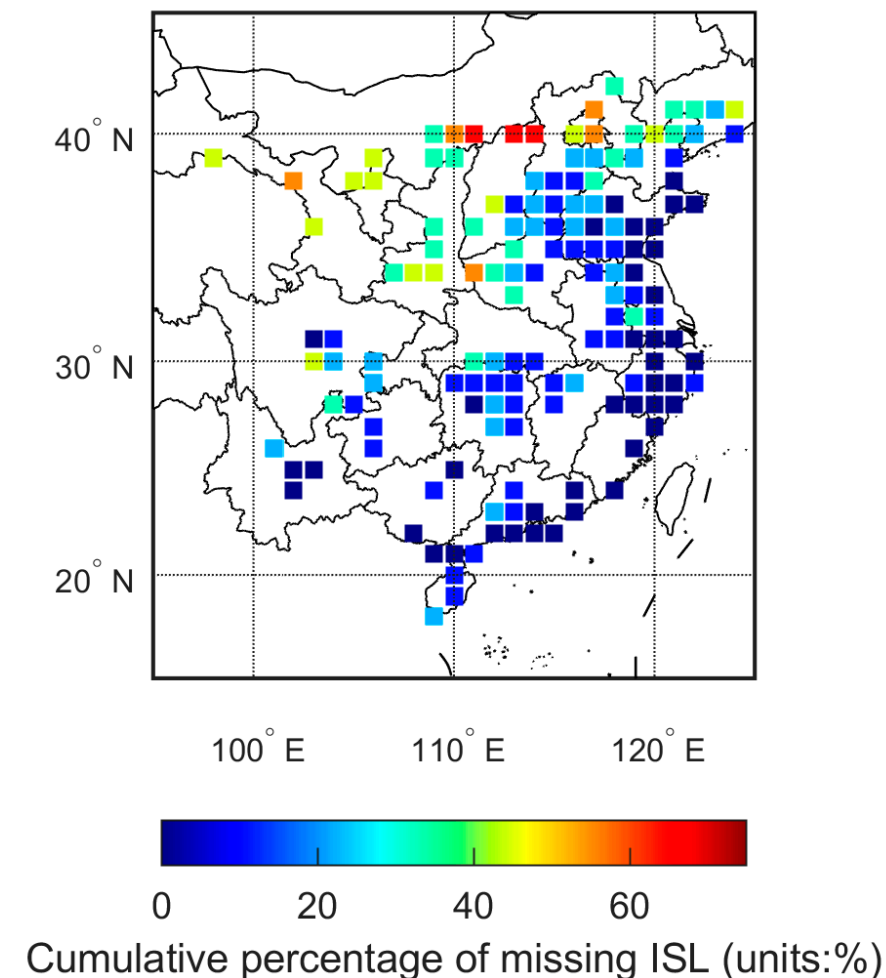 40° N
30° N
20° N
100° E 110° E 120° E
0 20 40 60
Cumulative percentage of missing ISL (units:%)